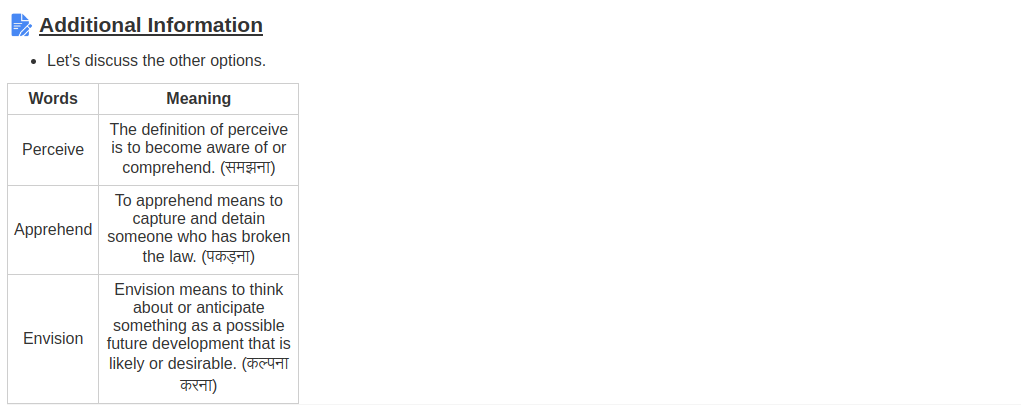 Additional Information
Let's discuss the other options.
Words Meaning
Perceive
The definition of perceive
is to become aware of or
comprehend. (समझना)
Apprehend
To apprehend means to
capture and detain
someone who has broken
the law. (पकड़ना)
Envision
Envision means to think
about or anticipate
something as a possible
future development that is
likely or desirable. (कल्पना
करना)